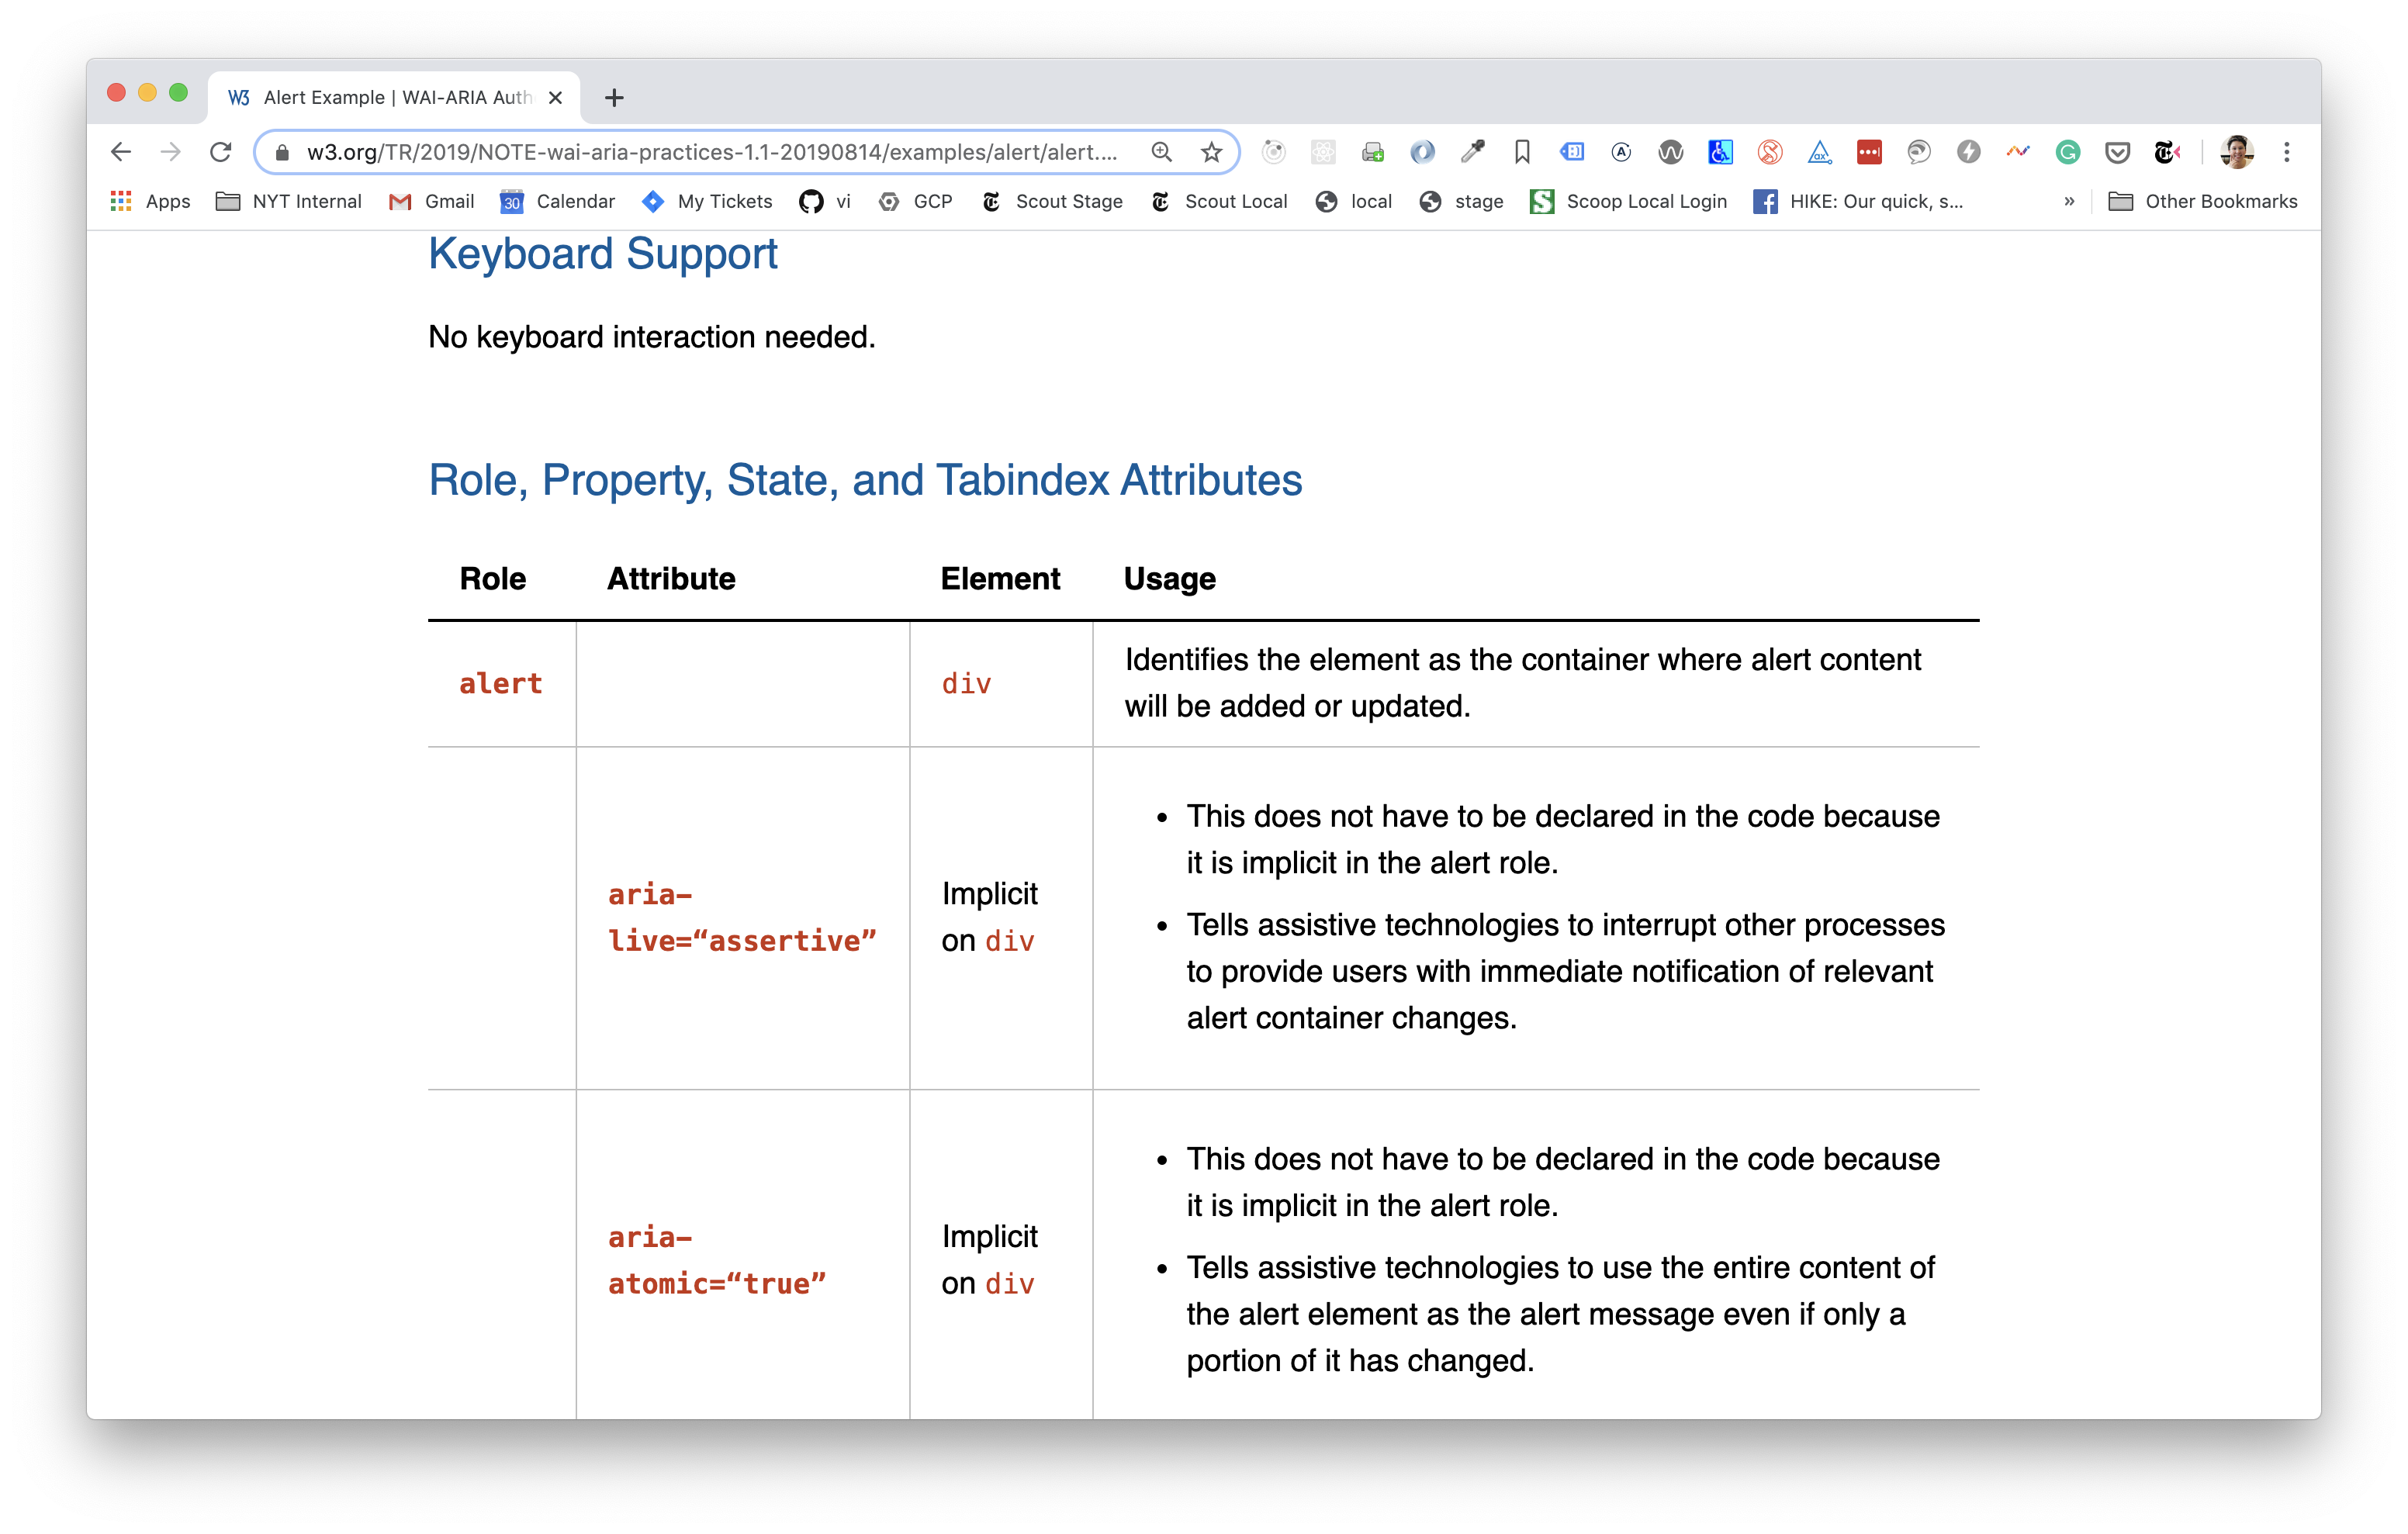 W3 Alert Example | WAI-ARIA Auth
w3.org/TR/2019/NOTE-wai-aria-practices-1.1-20190814/examples/alert/alert....
Apps NYT Internal Gmail 30 Calendar My Tickets vi GCP Scout Stage Scout Local local stage Scoop Local Login HIKE: Our quick, s... » Other Bookmarks
Keyboard Support
No keyboard interaction needed.
Role, Property, State, and Tabindex Attributes
Role Attribute Element Usage
alert div Identifies the element as the container where alert content
will be added or updated.
• This does not have to be declared in the code because
it is implicit in the alert role.
aria-
live=“assertive”
Implicit
on div
• Tells assistive technologies to interrupt other processes
to provide users with immediate notification of relevant
alert container changes.
• This does not have to be declared in the code because
it is implicit in the alert role.
aria-
atomic=“true”
Implicit
on div
• Tells assistive technologies to use the entire content of
the alert element as the alert message even if only a
portion of it has changed.